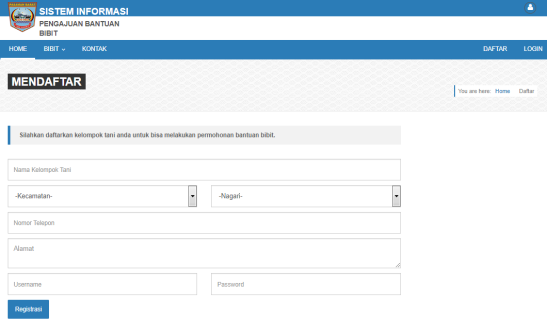 SISTEM INFORMASI
PENGAJUAN BANTUAN
BIBIT
HOME BIBIT KONTAK DAFTAR LOGIN
MENDAFTAR
You are here: Home Daftar
Silahkan daftarkan kelompok tani anda untuk bisa melakukan permohonan bantuan bibit.
Nama Kelompok Tani
-Kecamatan- -Nagari-
Nomor Telepon
Alamat
Username Password
Registrasi